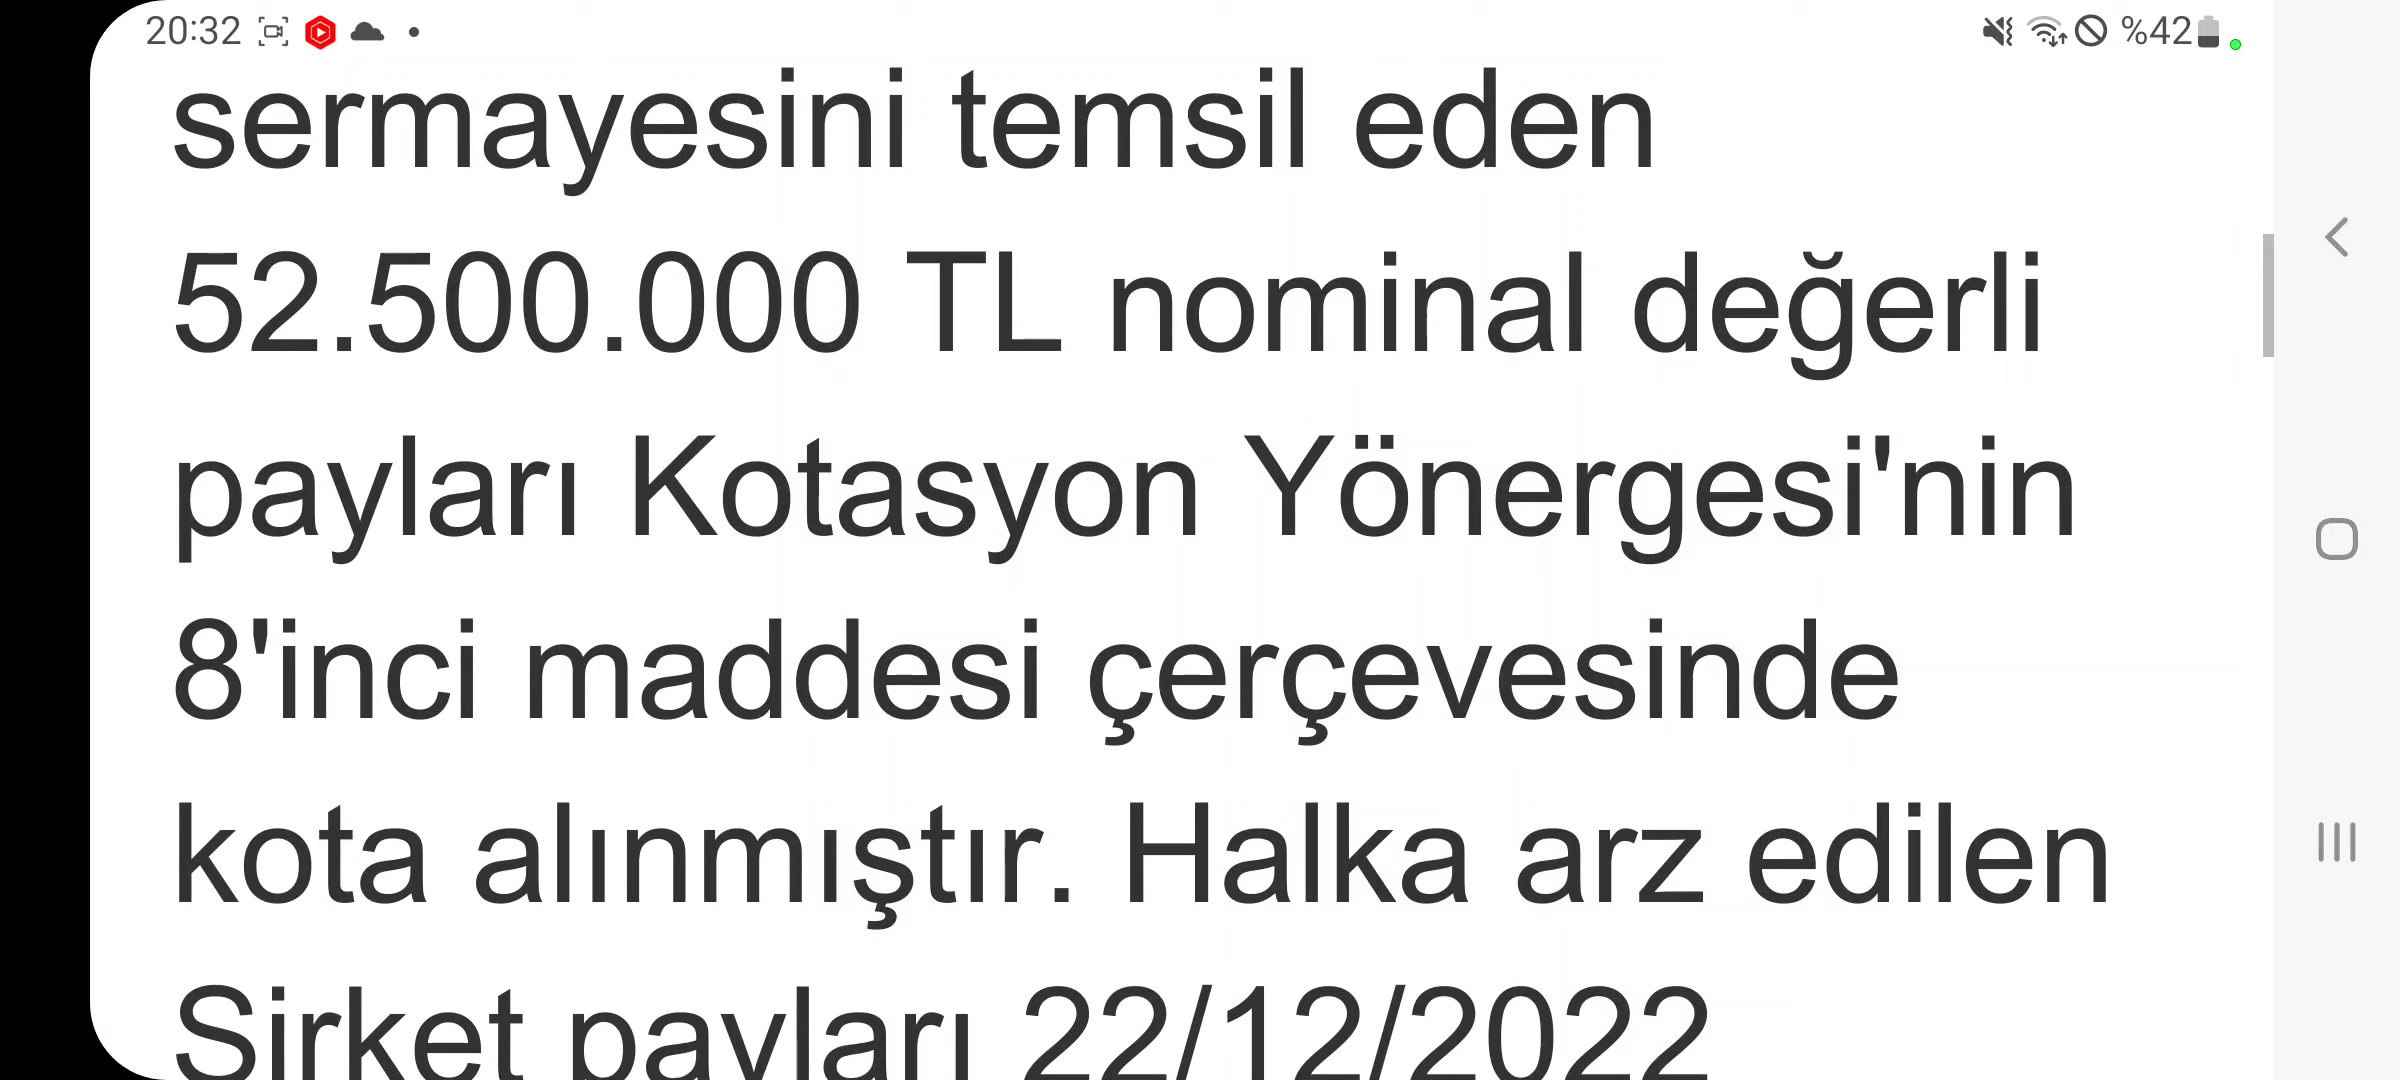 20:32 %42
sermayesini temsil eden
52.500.000 TL nominal değerli
payları Kotasyon Yönergesi'nin
8'inci maddesi çerçevesinde
kota alınmıştır. Halka arz edilen
Şirket payları 22/12/2022